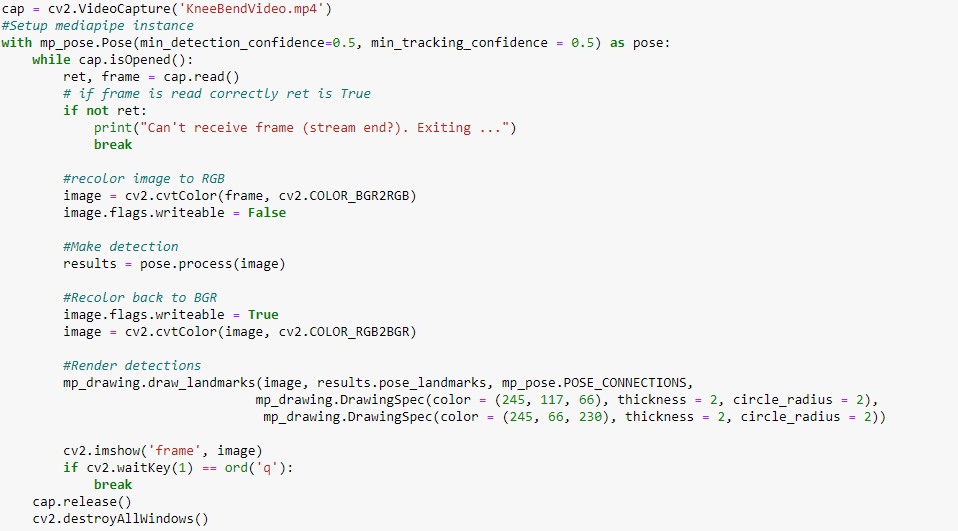 cap = cv2.VideoCapture('KneeBendVideo.mp4')
#Setup mediapipe instance
with mp_pose.Pose(min_detection_confidence=0.5, min_tracking_confidence = 0.5) as pose:
    while cap.isOpened():
        ret, frame = cap.read()
        # if frame is read correctly ret is True
        if not ret:
            print("Can't receive frame (stream end?). Exiting ...")
            break

        #recolor image to RGB
        image = cv2.cvtColor(frame, cv2.COLOR_BGR2RGB)
        image.flags.writeable = False

        #Make detection
        results = pose.process(image)

        #Recolor back to BGR
        image.flags.writeable = True
        image = cv2.cvtColor(image, cv2.COLOR_RGB2BGR)

        #Render detections
        mp_drawing.draw_landmarks(image, results.pose_landmarks, mp_pose.POSE_CONNECTIONS,
                                 mp_drawing.DrawingSpec(color = (245, 117, 66), thickness = 2, circle_radius = 2),
                                  mp_drawing.DrawingSpec(color = (245, 66, 230), thickness = 2, circle_radius = 2))

        cv2.imshow('frame', image)
        if cv2.waitKey(1) == ord('q'):
            break
    cap.release()
    cv2.destroyAllWindows()